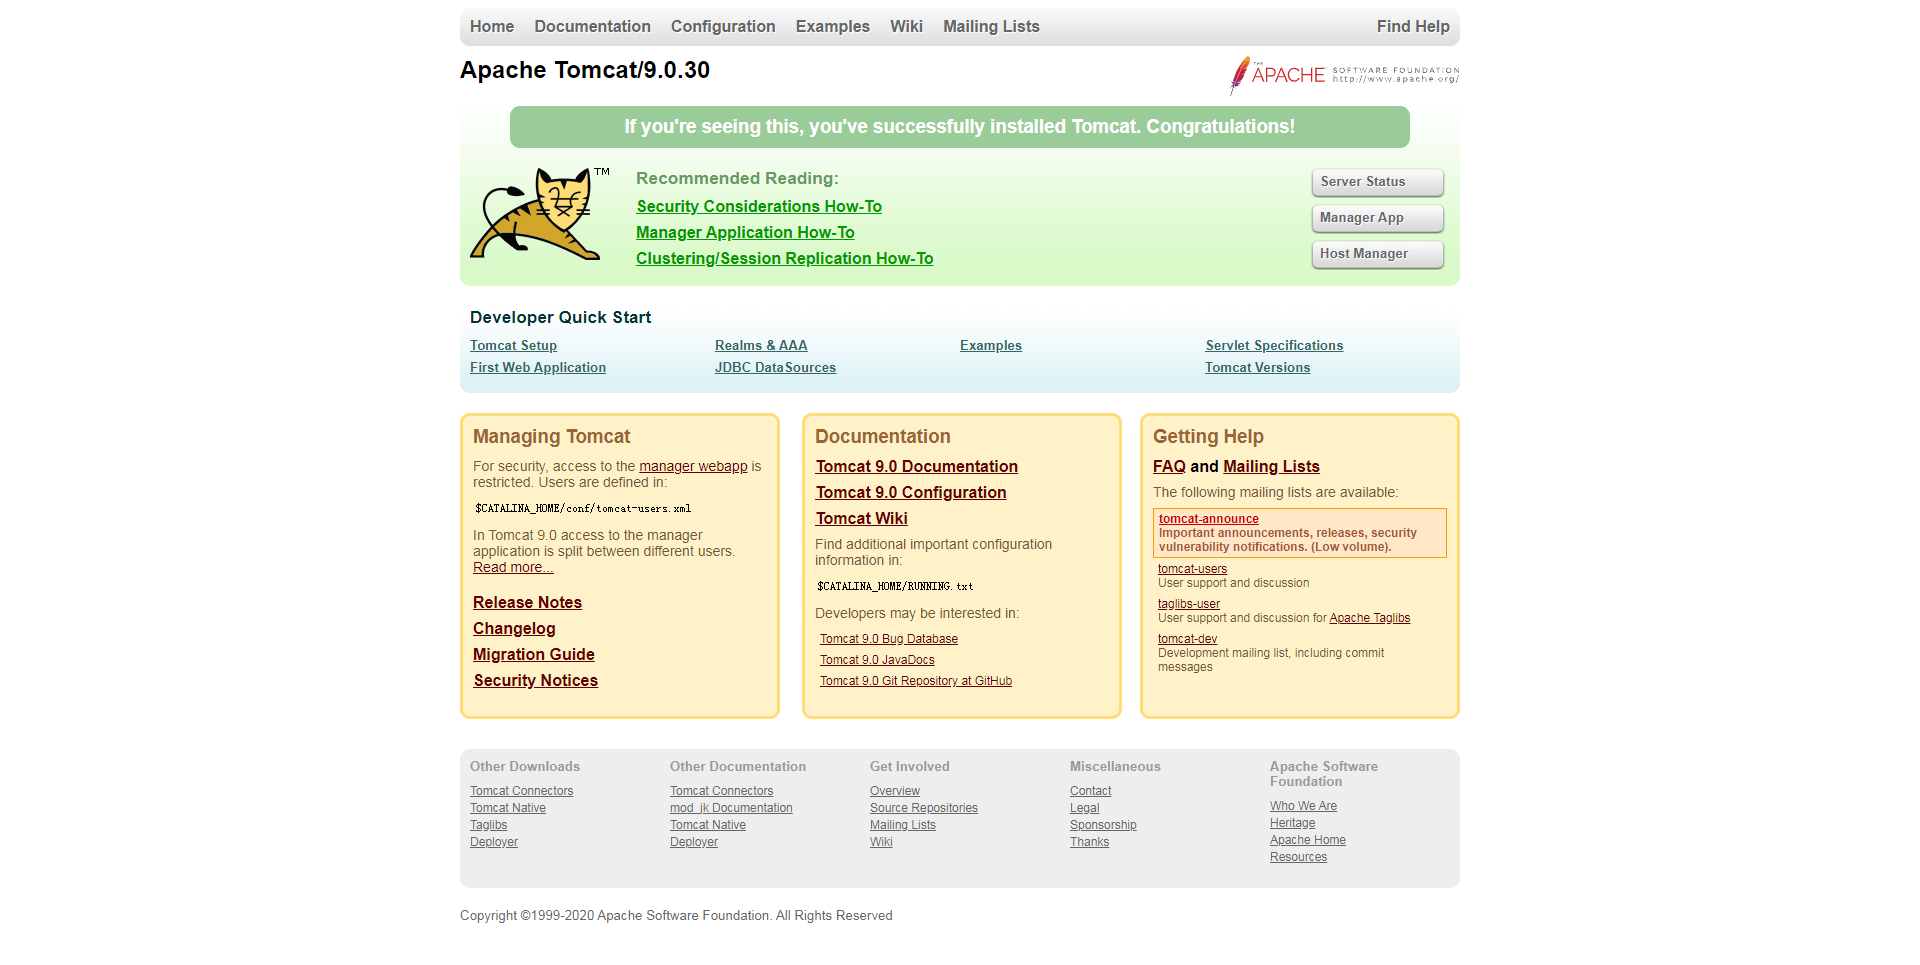 Home Documentation Configuration Examples Wiki Mailing Lists Find Help
Apache Tomcat/9.0.30
THE APACHE SOFTWARE FOUNDATION
http://www.apache.org/
If you're seeing this, you've successfully installed Tomcat. Congratulations!
TM
Recommended Reading:
Security Considerations How-To
Manager Application How-To
Clustering/Session Replication How-To
Server Status
Manager App
Host Manager
Developer Quick Start
Tomcat Setup
First Web Application
Realms & AAA
JDBC DataSources
Examples
Servlet Specifications
Tomcat Versions
Managing Tomcat
For security, access to the manager webapp is
restricted. Users are defined in:
$CATALINA_HOME/conf/tomcat-users.xml
In Tomcat 9.0 access to the manager
application is split between different users.
Read more...
Release Notes
Changelog
Migration Guide
Security Notices
Documentation
Tomcat 9.0 Documentation
Tomcat 9.0 Configuration
Tomcat Wiki
Find additional important configuration
information in:
$CATALINA_HOME/RUNNING.txt
Developers may be interested in:
Tomcat 9.0 Bug Database
Tomcat 9.0 JavaDocs
Tomcat 9.0 Git Repository at GitHub
Getting Help
FAQ and Mailing Lists
The following mailing lists are available:
tomcat-announce
Important announcements, releases, security
vulnerability notifications. (Low volume).
tomcat-users
User support and discussion
taglibs-user
User support and discussion for Apache Taglibs
tomcat-dev
Development mailing list, including commit
messages
Other Downloads
Tomcat Connectors
Tomcat Native
Taglibs
Deployer
Other Documentation
Tomcat Connectors
mod_jk Documentation
Tomcat Native
Deployer
Get Involved
Overview
Source Repositories
Mailing Lists
Wiki
Miscellaneous
Contact
Legal
Sponsorship
Thanks
Apache Software
Foundation
Who We Are
Heritage
Apache Home
Resources
Copyright ©1999-2020 Apache Software Foundation. All Rights Reserved